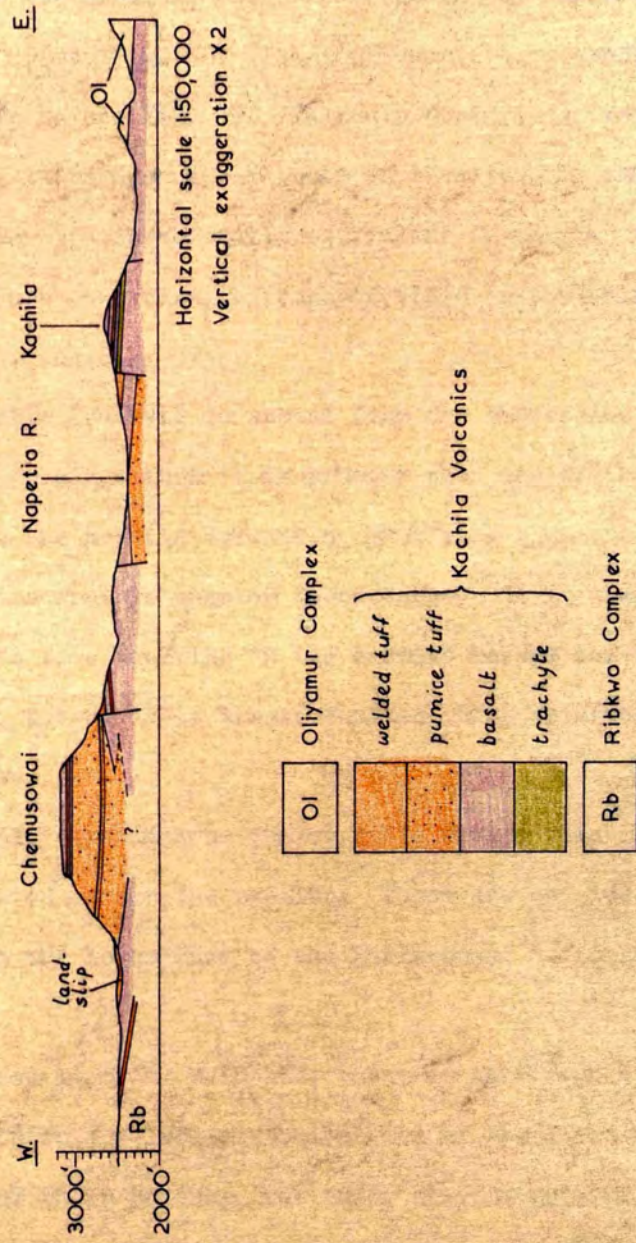 W.
E.
Chemusowai
Napetio R.
Kachila
land-
slip
Ol
3000'
2000'
Rb
?
Horizontal scale 1:50,000
Vertical exaggeration X2
Ol
Oliyamur Complex
welded tuff
pumice tuff
basalt
trachyte
Kachila Volcanics
Rb
Ribkwo Complex